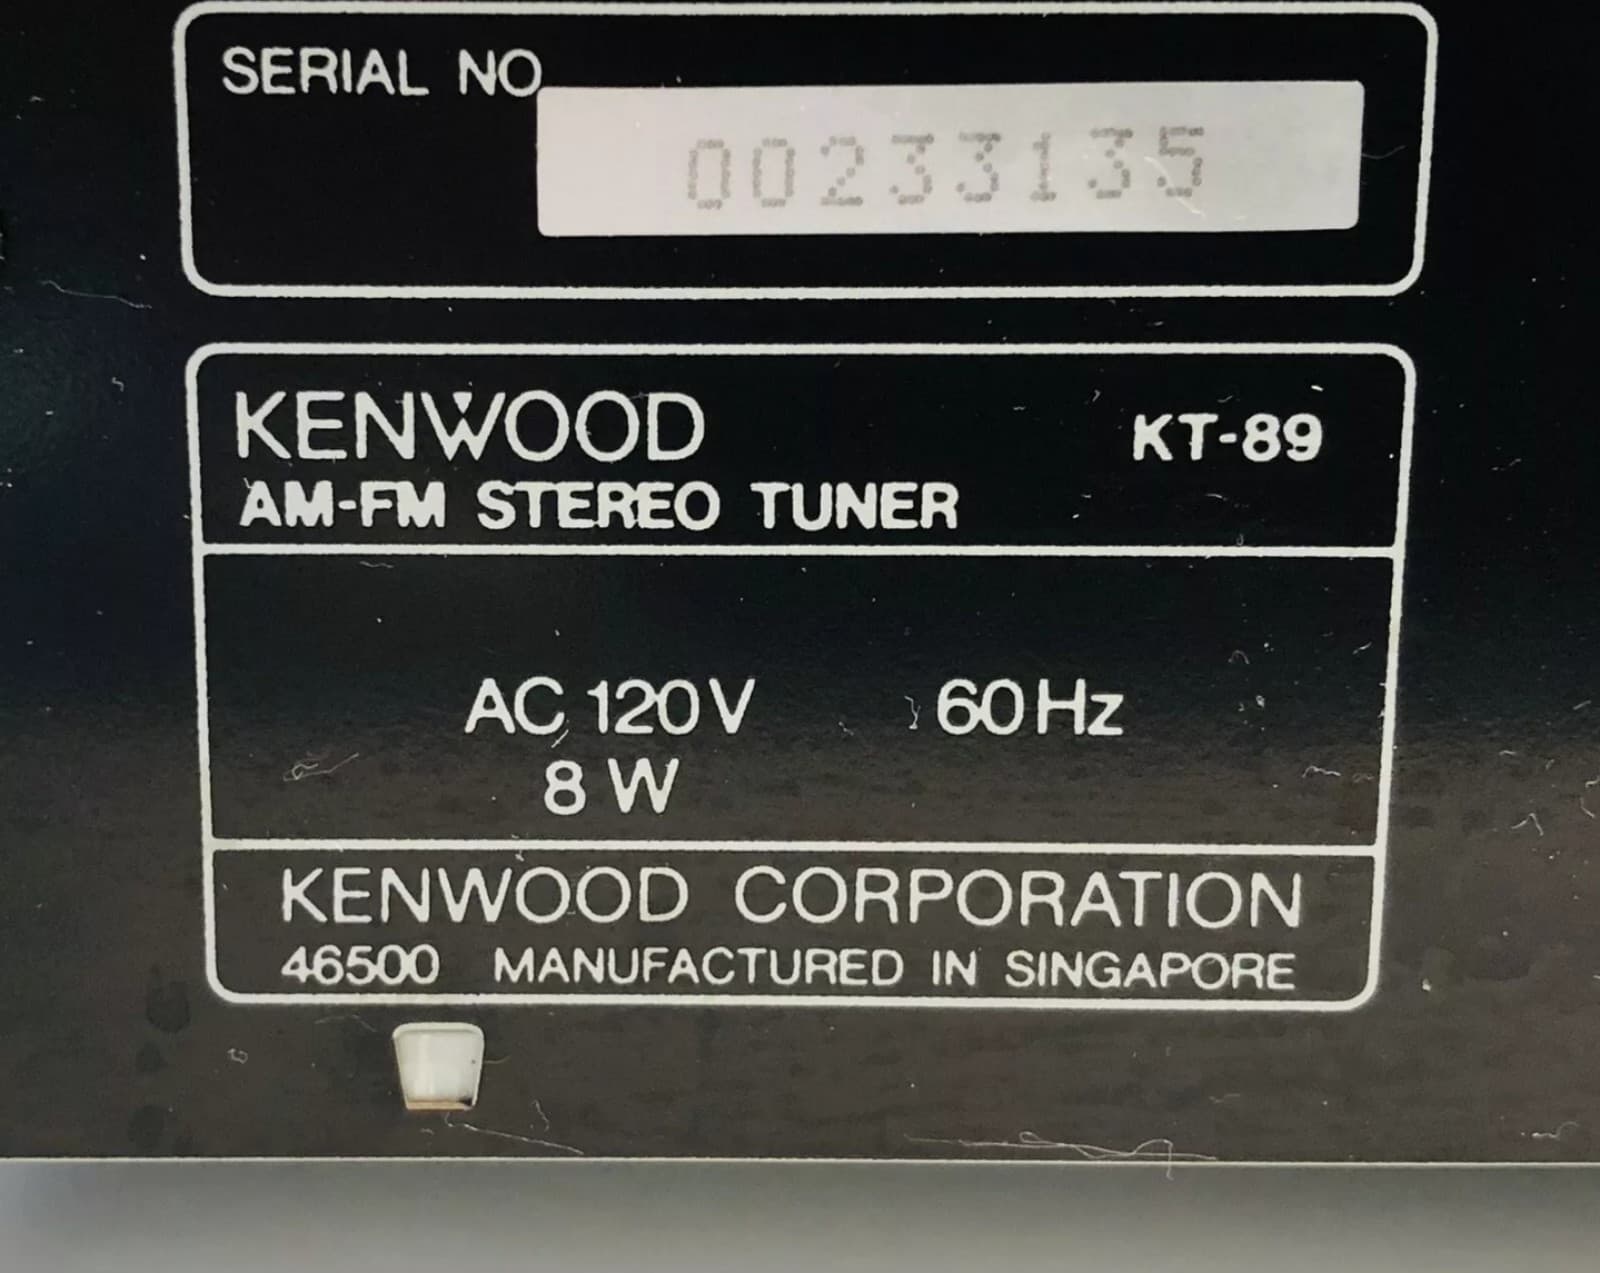 SERIAL NO.
00233135
KENWOOD KT-89
AM-FM STEREO TUNER
AC 120V 60Hz
8 W
KENWOOD CORPORATION
46500 MANUFACTURED IN SINGAPORE